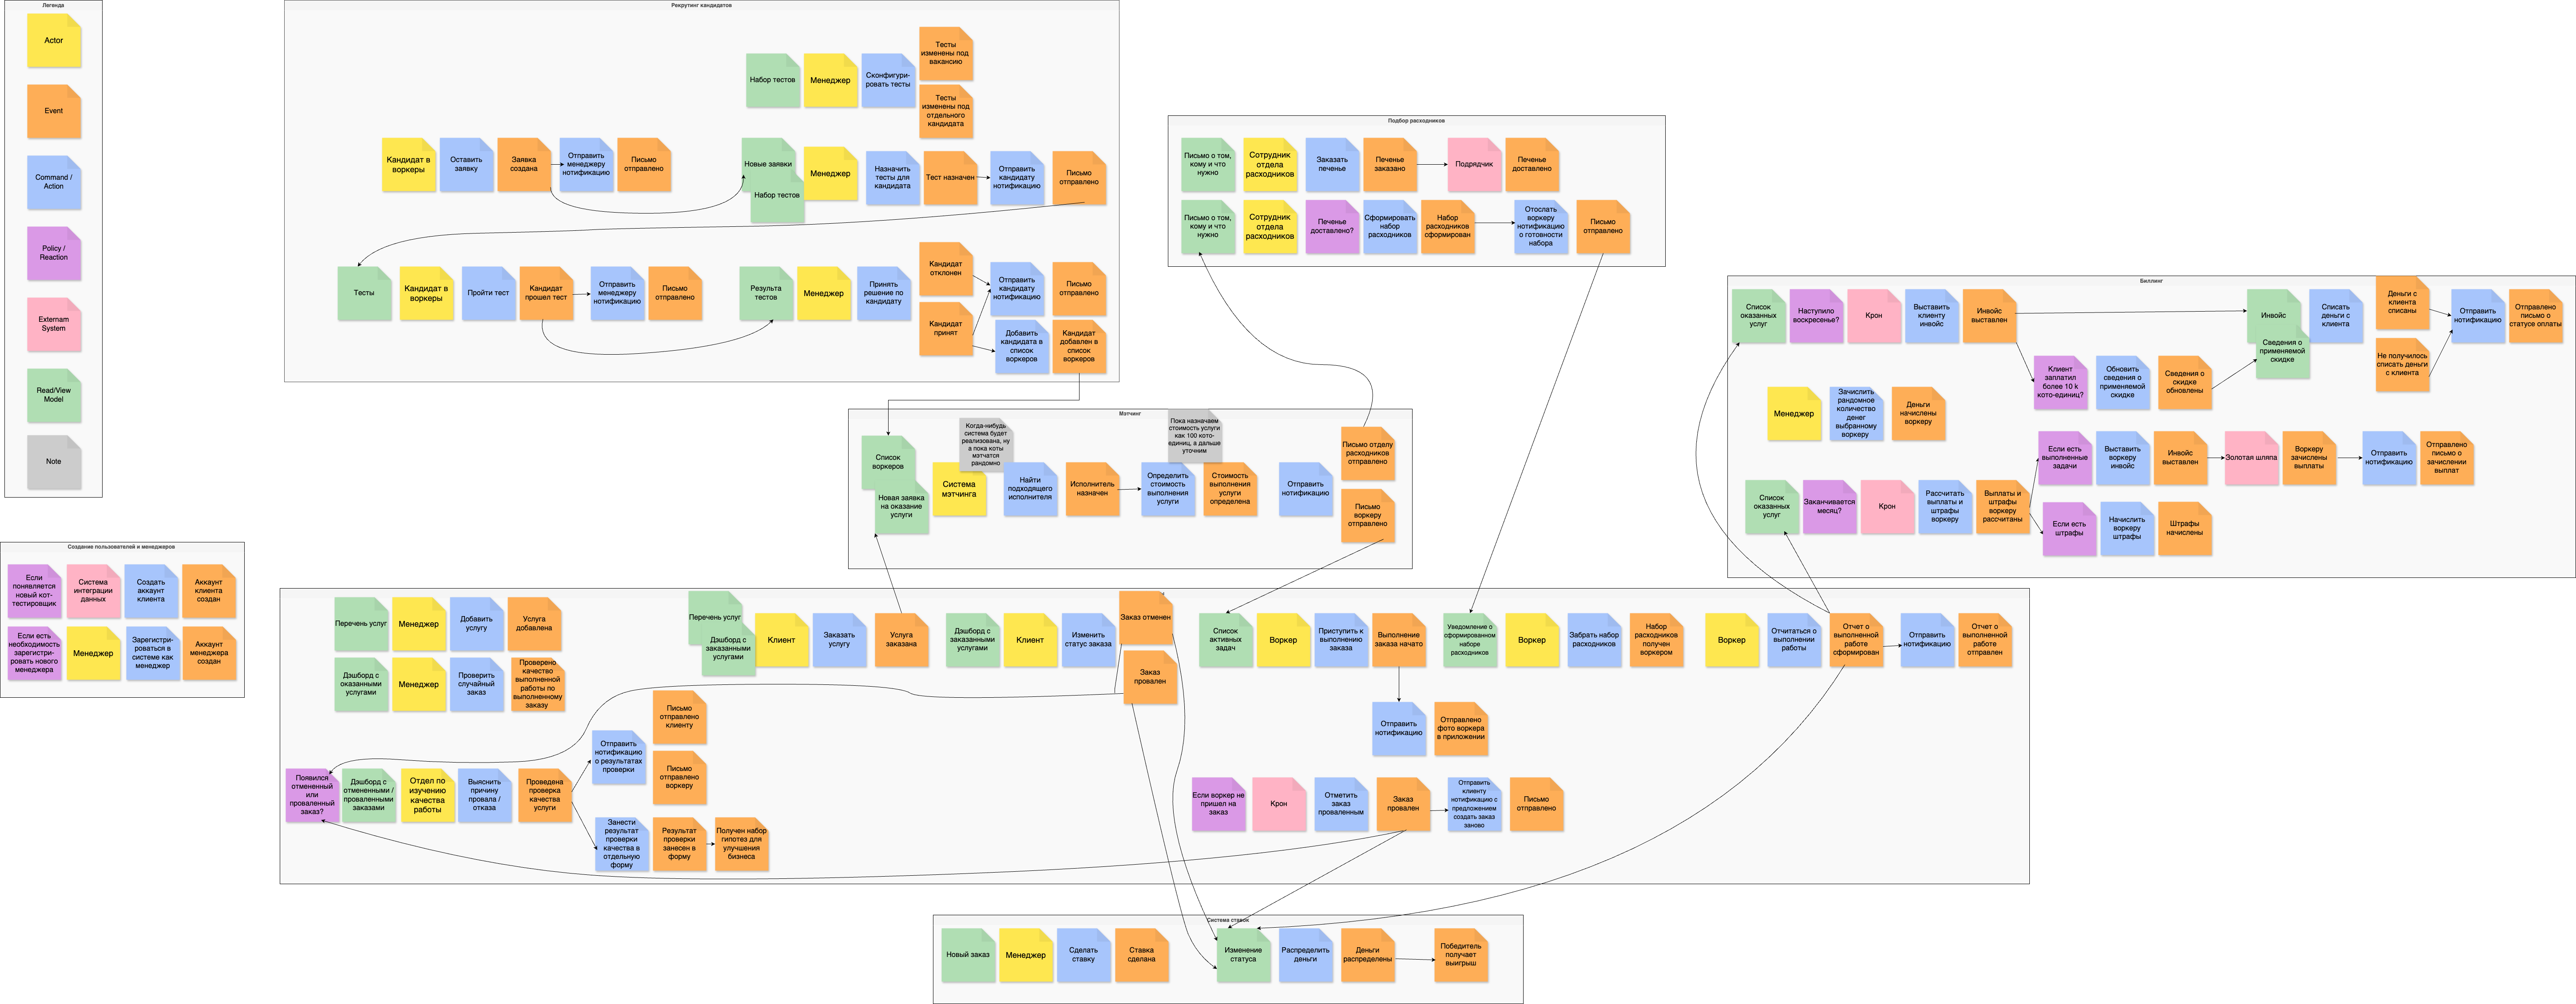 Легенда
Actor
Event
Command /
Action
Policy /
Reaction
Externam
System
Read/View
Model
Note
Рекрутинг кандидатов
Набор тестов
Менеджер
Сконфигури-
ровать тесты
Тесты
изменены под
вакансию
Тесты
изменены под
отдельного
кандидата
Кандидат в
воркеры
Оставить
заявку
Заявка
создана
Отправить
менеджеру
нотификацию
Письмо
отправлено
Новые заявки
Набор тестов
Менеджер
Назначить
тесты для
кандидата
Тест назначен
Отправить
кандидату
нотификацию
Письмо
отправлено
Тесты
Кандидат в
воркеры
Пройти тест
Кандидат
прошел тест
Отправить
менеджеру
нотификацию
Письмо
отправлено
Результа
тестов
Менеджер
Принять
решение по
кандидату
Кандидат
отклонен
Кандидат
принят
Отправить
кандидату
нотификацию
Письмо
отправлено
Добавить
кандидата в
список
воркеров
Кандидат
добавлен в
список
воркеров
Подбор расходников
Письмо о том,
кому и что
нужно
Сотрудник
отдела
расходников
Заказать
печенье
Печенье
заказано
Подрядчик
Печенье
доставлено
Письмо о том,
кому и что
нужно
Сотрудник
отдела
расходников
Печенье
доставлено?
Сформировать
набор
расходников
Набор
расходников
сформирован
Отослать
воркеру
нотификацию
о готовности
набора
Письмо
отправлено
Биллинг
Список
оказанных
услуг
Наступило
воскресенье?
Крон
Выставить
клиенту
инвойс
Инвойс
выставлен
Инвойс
Сведения о
применяемой
скидке
Списать
деньги с
клиента
Деньги с
клиента
списаны
Не получилось
списать деньги
с клиента
Отправить
нотификацию
Отправлено
письмо о
статусе оплаты
Клиент
заплатил
более 10 k
кото-единиц?
Обновить
сведения о
применяемой
скидке
Сведения о
скидке
обновлены
Менеджер
Зачислить
рандомное
количество
денег
выбранному
воркеру
Деньги
начислены
воркеру
Если есть
выполненные
задачи
Выставить
воркеру
инвойс
Инвойс
выставлен
Золотая шляпа
Воркеру
зачислены
выплаты
Отправить
нотификацию
Отправлено
письмо о
зачислении
выплат
Список
оказанных
услуг
Заканчивается
месяц?
Крон
Рассчитать
выплаты и
штрафы
воркеру
Выплаты и
штрафы
воркеру
рассчитаны
Если есть
штрафы
Начислить
воркеру
штрафы
Штрафы
начислены
Мэтчинг
Список
воркеров
Новая заявка
на оказание
услуги
Система
мэтчинга
Когда-нибудь
система будет
реализована, ну
а пока коты
мэтчатся
рандомно
Найти
подходящего
исполнителя
Исполнитель
назначен
Определить
стоимость
выполнения
услуги
Пока назначаем
стоимость услуги
как 100 кото-
единиц, а дальше
уточним
Стоимость
выполнения
услуги
определена
Отправить
нотификацию
Письмо отделу
расходников
отправлено
Письмо
воркеру
отправлено
Создание пользователей и менеджеров
Если
понявляется
новый кот-
тестировщик
Система
интеграции
данных
Создать
аккаунт
клиента
Аккаунт
клиента
создан
Если есть
необходимость
зарегистри-
ровать нового
менеджера
Менеджер
Зарегистри-
роваться в
системе как
менеджер
Аккаунт
менеджера
создан
Перечень услуг
Менеджер
Добавить
услугу
Услуга
добавлена
Перечень услуг
Дэшборд с
заказанными
услугами
Клиент
Заказать
услугу
Услуга
заказана
Дэшборд с
заказанными
услугами
Клиент
Изменить
статус заказа
Заказ отменен
Заказ
провален
Список
активных
задач
Воркер
Приступить к
выполнению
заказа
Выполнение
заказа начато
Уведомление о
сформированном
наборе
расходников
Воркер
Забрать набор
расходников
Набор
расходников
получен
воркером
Воркер
Отчитаться о
выполнении
работы
Отчет о
выполненной
работе
сформирован
Отправить
нотификацию
Отчет о
выполненной
работе
отправлен
Дэшборд с
оказанными
услугами
Менеджер
Проверить
случайный
заказ
Проверено
качество
выполненной
работы по
выполненному
заказу
Отправить
нотификацию
Отправлено
фото воркера
в приложении
Появился
отмененный
или
проваленный
заказ?
Дэшборд с
отмененными /
проваленными
заказами
Отдел по
изучению
качества
работы
Выяснить
причину
провала /
отказа
Проведена
проверка
качества
услуги
Отправить
нотификацию
о результатах
проверки
Письмо
отправлено
клиенту
Письмо
отправлено
воркеру
Занести
результат
проверки
качества в
отдельную
форму
Результат
проверки
занесен в
форму
Получен набор
гипотез для
улучшения
бизнеса
Если воркер не
пришел на
заказ
Крон
Отметить
заказ
проваленным
Заказ
провален
Отправить
клиенту
нотификацию с
предложением
создать заказ
заново
Письмо
отправлено
Система ставок
Новый заказ
Менеджер
Сделать
ставку
Ставка
сделана
Изменение
статуса
Распределить
деньги
Деньги
распределены
Победитель
получает
выигрыш